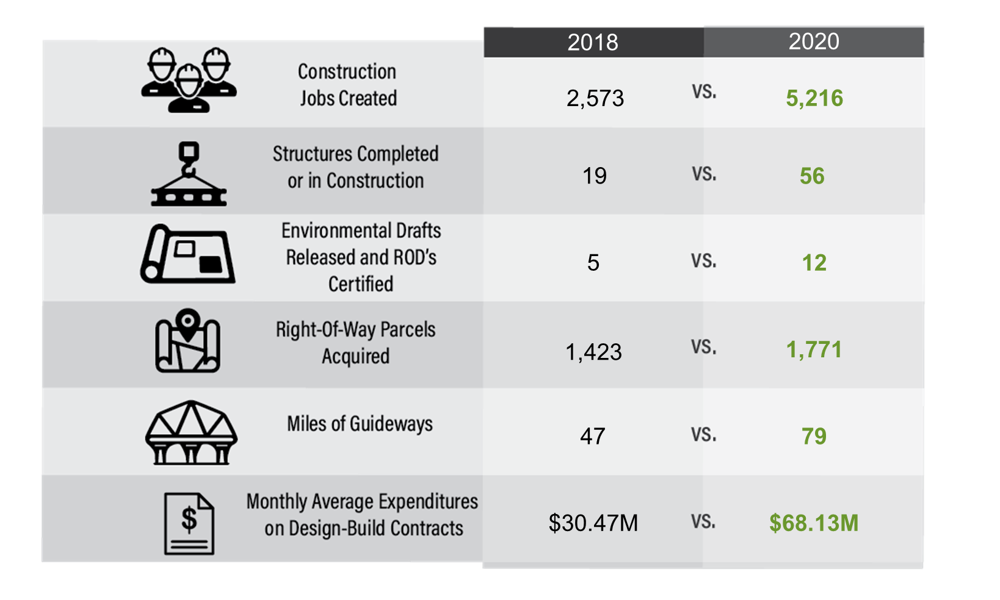 2018 2020
Construction
Jobs Created
2,573 VS. 5,216
Structures Completed
or in Construction
19 VS. 56
Environmental Drafts
Released and ROD's
Certified
5 VS. 12
Right-Of-Way Parcels
Acquired
1,423 VS. 1,771
Miles of Guideways
47 VS. 79
$
Monthly Average Expenditures
on Design-Build Contracts
$30.47M VS. $68.13M